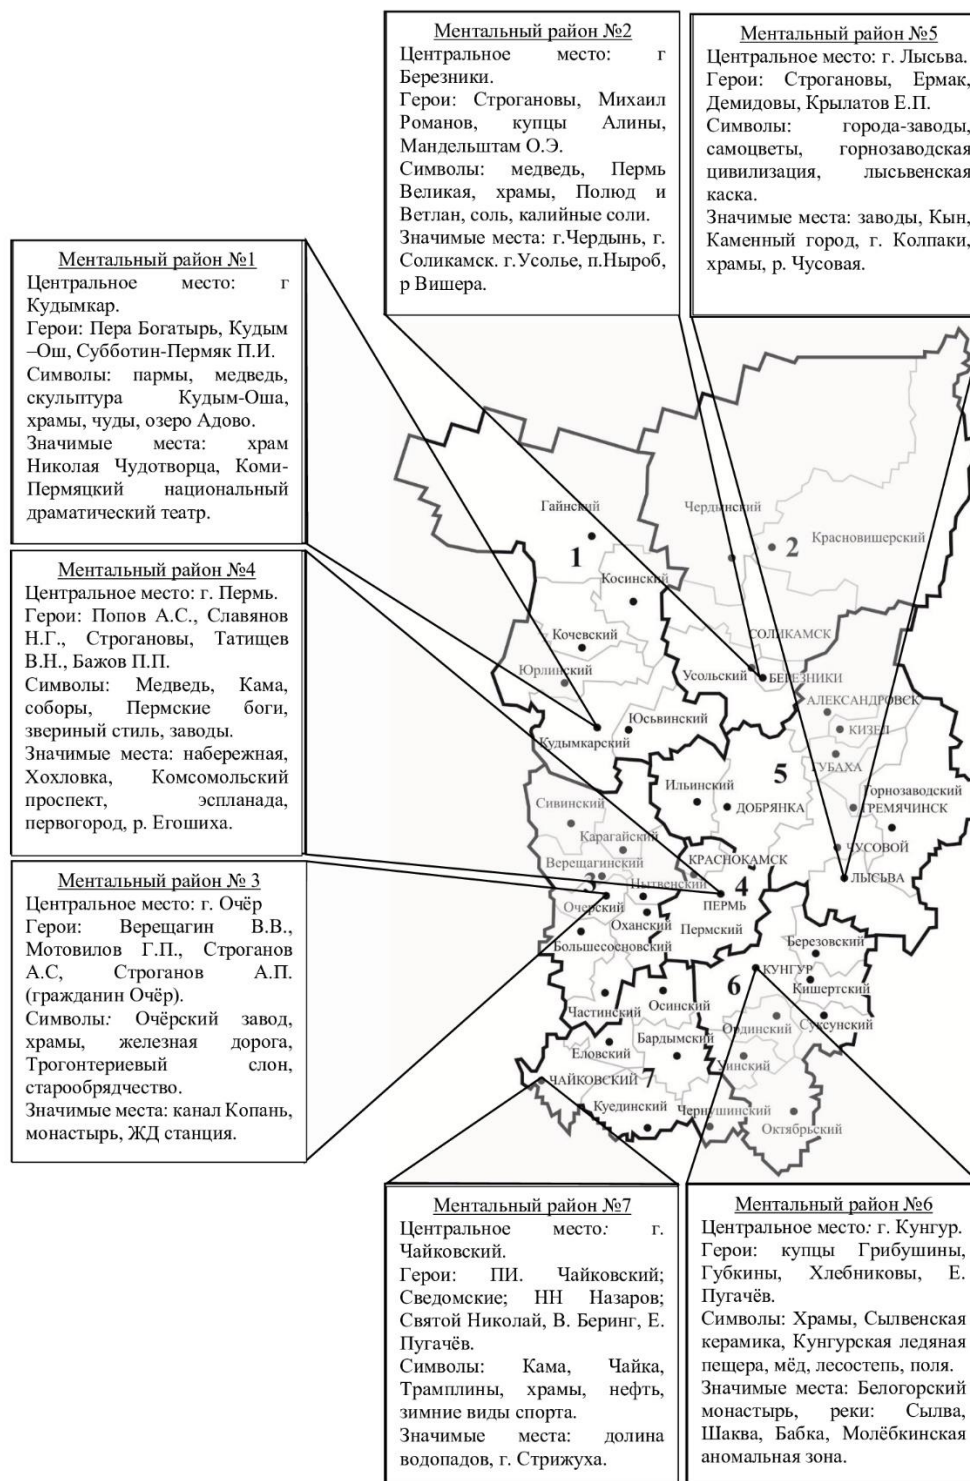 Ментальный район №2
Центральное место: г
Березники.
Герои: Строгановы, Михаил
Романов, купцы Алины,
Мандельштам О.Э.
Символы: медведь, Пермь
Великая, храмы, Полюд и
Ветлан, соль, калийные соли.
Значимые места: г.Чердынь, г.
Соликамск. г.Усолье, п.Ныроб,
р Вишера.
Ментальный район №5
Центральное место: г. Лысьва.
Герои: Строгановы, Ермак,
Демидовы, Крылатов Е.П.
Символы: города-заводы,
самоцветы, горнозаводская
цивилизация, лысьвенская
каска.
Значимые места: заводы, Кын,
Каменный город, г. Колпаки,
храмы, р. Чусовая.
Ментальный район №1
Центральное место: г
Кудымкар.
Герои: Пера Богатырь, Кудым
–Ош, Субботин-Пермяк П.И.
Символы: пармы, медведь,
скульптура Кудым-Оша,
храмы, чуды, озеро Адово.
Значимые места: храм
Николая Чудотворца, Коми-
Пермяцкий национальный
драматический театр.
Ментальный район №4
Центральное место: г. Пермь.
Герои: Попов А.С., Славянов
Н.Г., Строгановы, Татищев
В.Н., Бажов П.П.
Символы: Медведь, Кама,
соборы, Пермские боги,
звериный стиль, заводы.
Значимые места: набережная,
Хохловка, Комсомольский
проспект, эспланада,
первогород, р. Егошиха.
Ментальный район № 3
Центральное место: г. Очёр
Герои: Верещагин В.В.,
Мотовилов Г.П., Строганов
А.С, Строганов А.П.
(гражданин Очёр).
Символы: Очёрский завод,
храмы, железная дорога,
Трогонтериевый слон,
старообрядчество.
Значимые места: канал Копань,
монастырь, ЖД станция.
Гайнский
1
Косинский
Кочевский
Юрлинский
Юсьвинский
Кудымкарский
Чердынский
2
Красновишерский
СОЛИКАМСК
Усольский
БЕРЕЗНИКИ
АЛЕКСАНДРОВСК
КИЗЕЛ
ГУБАХА
5
Ильинский
ДОБРЯНКА
Горнозаводский
ГРЕМЯЧИНСК
ЧУСОВОЙ
ЛЫСЬВА
Сивинский
Карагайский
Верещагинский
3
Нытвенский
Очерский
Оханский
Большесосновский
Частинский
КРАСНОКАМСК
4
ПЕРМЬ
Пермский
Березовский
КУНГУР
6
Кишертский
Ординский
Суксунский
Уинский
Октябрьский
Осинский
Бардымский
Еловский
7
ЧАЙКОВСКИЙ
Куединский
Чернушинский
Ментальный район №7
Центральное место: г.
Чайковский.
Герои: ПИ. Чайковский;
Сведомские; НН Назаров;
Святой Николай, В. Беринг, Е.
Пугачёв.
Символы: Кама, Чайка,
Трамплины, храмы, нефть,
зимние виды спорта.
Значимые места: долина
водопадов, г. Стрижуха.
Ментальный район №6
Центральное место: г. Кунгур.
Герои: купцы Грибушины,
Губкины, Хлебниковы, Е.
Пугачёв.
Символы: Храмы, Сылвенская
керамика, Кунгурская ледяная
пещера, мёд, лесостепь, поля.
Значимые места: Белогорский
монастырь, реки: Сылва,
Шаква, Бабка, Молёбкинская
аномальная зона.